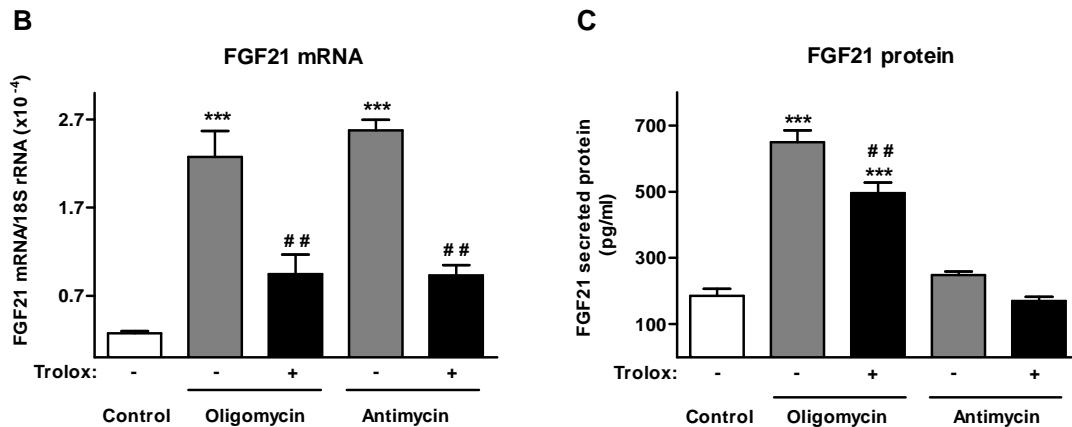 B
FGF21 mRNA
FGF21 mRNA/18S rRNA (x10⁻⁴)
2.7
1.7
0.7
***
***
# #
# #
Trolox: - - + - +
Control Oligomycin Antimycin
C
FGF21 protein
FGF21 secreted protein
(pg/ml)
700
500
300
100
***
# #
***
Trolox: - - + - +
Control Oligomycin Antimycin